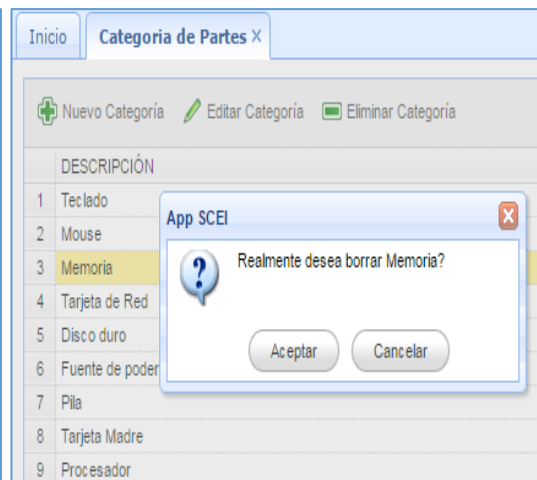 Inicio Categoria de Partes ×
Nuevo Categoría Editar Categoría Eliminar Categoría
DESCRIPCIÓN
1 Teclado
2 Mouse
3 Memoria
4 Tarjeta de Red
5 Disco duro
6 Fuente de poder
7 Pila
8 Tarjeta Madre
9 Procesador
App SCEI
Realmente desea borrar Memoria?
Aceptar Cancelar